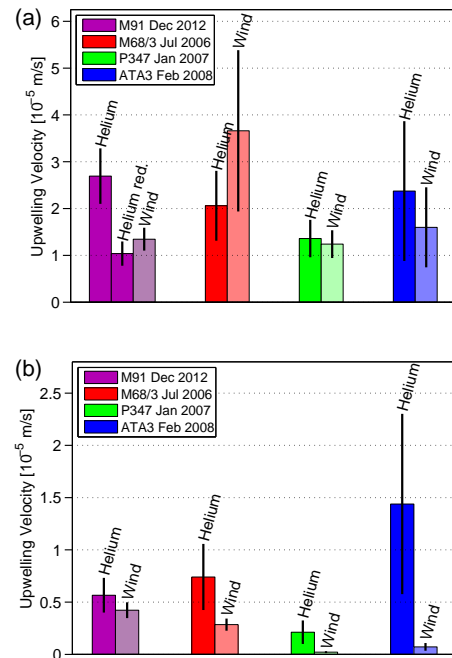 (a)
Upwelling Velocity [10⁻⁵ m/s]
6
5
4
3
2
1
0
M91 Dec 2012
M68/3 Jul 2006
P347 Jan 2007
ATA3 Feb 2008
Helium
Helium red.
Wind
Helium
Wind
Helium
Wind
Helium
Wind
(b)
Upwelling Velocity [10⁻⁵ m/s]
2.5
2
1.5
1
0.5
0
M91 Dec 2012
M68/3 Jul 2006
P347 Jan 2007
ATA3 Feb 2008
Helium
Wind
Helium
Wind
Helium
Wind
Helium
Wind